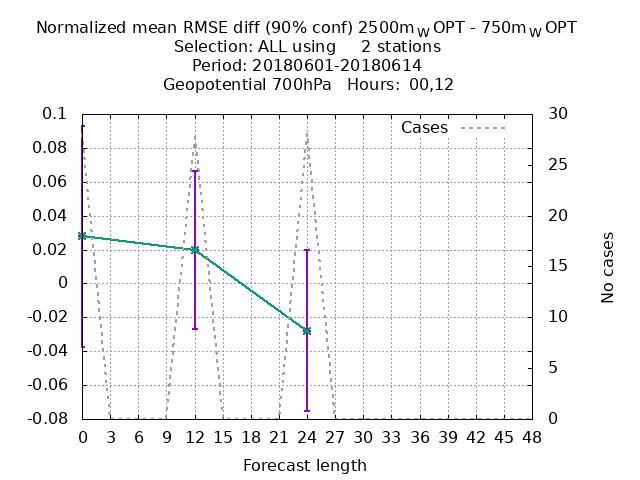 Normalized mean RMSE diff (90% conf) 2500m W OPT - 750m W OPT
Selection: ALL using 2 stations
Period: 20180601-20180614
Geopotential 700hPa Hours: 00,12
Cases
0.1
0.08
0.06
0.04
0.02
0
-0.02
-0.04
-0.06
-0.08
30
25
20
15
10
5
0
No cases
0 3 6 9 12 15 18 21 24 27 30 33 36 39 42 45 48
Forecast length